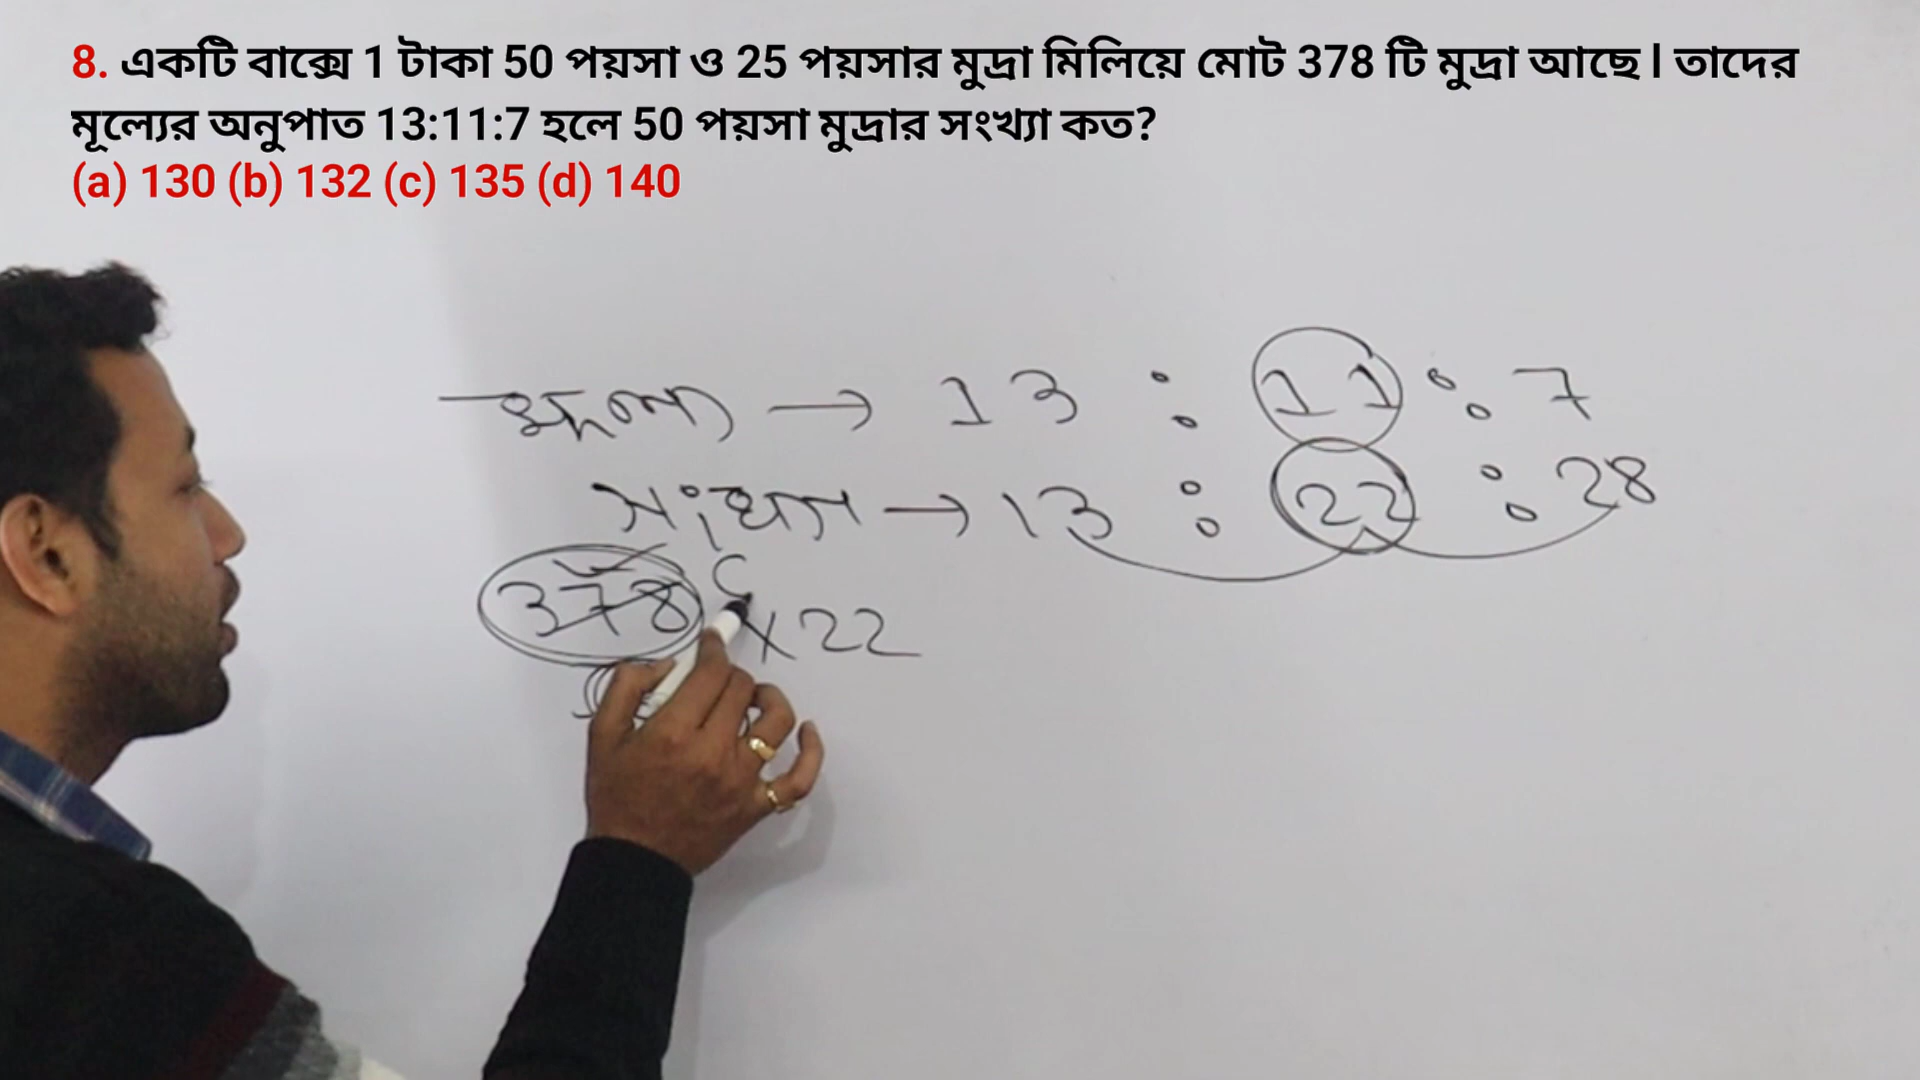 8. একটি বাক্সে 1 টাকা 50 পয়সা ও 25 পয়সার মুদ্রা মিলিয়ে মোট 378 টি মুদ্রা আছে। তাদের
মূল্যের অনুপাত 13:11:7 হলে 50 পয়সা মুদ্রার সংখ্যা কত?
(a) 130 (b) 132 (c) 135 (d) 140
মূল্য → 13 : 11 : 7
সংখ্যা → 13 : 22 : 28
378 × 22